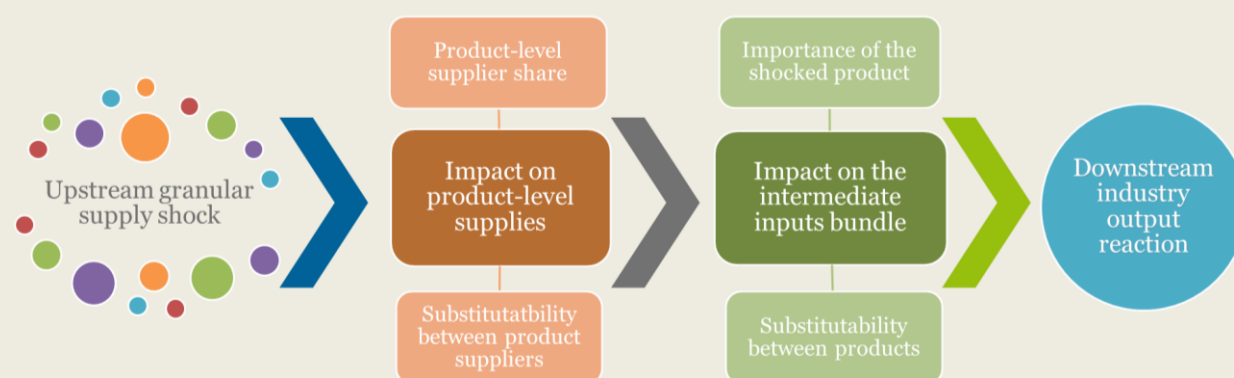 Upstream granular
supply shock
Product-level
supplier share
Impact on
product-level
supplies
Substitutatbility
between product
suppliers
Importance of the
shocked product
Impact on the
intermediate
inputs bundle
Substitutability
between products
Downstream
industry
output
reaction